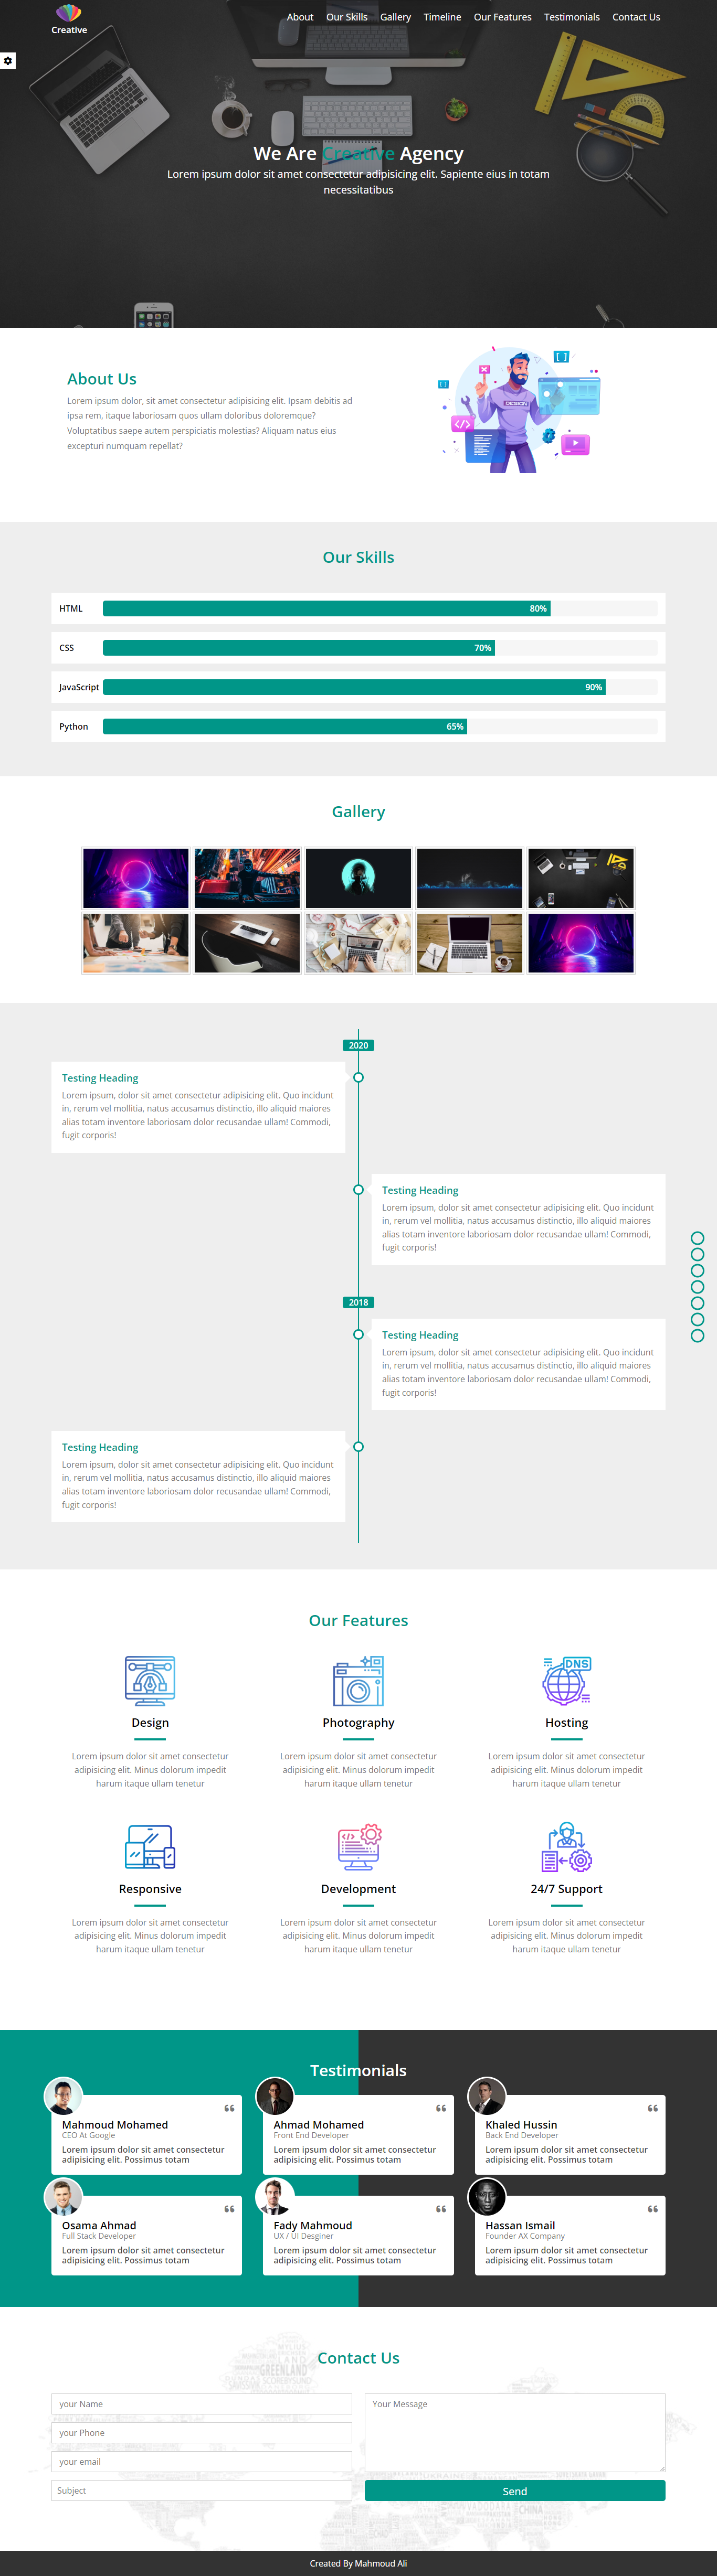 Creative
About Our Skills Gallery Timeline Our Features Testimonials Contact Us
We Are Creative Agency
Lorem ipsum dolor sit amet consectetur adipisicing elit. Sapiente eius in totam
necessitatibus
About Us
Lorem ipsum dolor, sit amet consectetur adipisicing elit. Ipsam debitis ad
ipsa rem, itaque laboriosam quos ullam doloribus doloremque?
Voluptatibus saepe autem perspiciatis molestias? Aliquam natus eius
excepturi numquam repellat?
DESIGN
Our Skills
HTML 80%
CSS 70%
JavaScript 90%
Python 65%
Gallery
2020
Testing Heading
Lorem ipsum, dolor sit amet consectetur adipisicing elit. Quo incidunt
in, rerum vel mollitia, natus accusamus distinctio, illo aliquid maiores
alias totam inventore laboriosam dolor recusandae ullam! Commodi,
fugit corporis!
Testing Heading
Lorem ipsum, dolor sit amet consectetur adipisicing elit. Quo incidunt
in, rerum vel mollitia, natus accusamus distinctio, illo aliquid maiores
alias totam inventore laboriosam dolor recusandae ullam! Commodi,
fugit corporis!
2018
Testing Heading
Lorem ipsum, dolor sit amet consectetur adipisicing elit. Quo incidunt
in, rerum vel mollitia, natus accusamus distinctio, illo aliquid maiores
alias totam inventore laboriosam dolor recusandae ullam! Commodi,
fugit corporis!
Testing Heading
Lorem ipsum, dolor sit amet consectetur adipisicing elit. Quo incidunt
in, rerum vel mollitia, natus accusamus distinctio, illo aliquid maiores
alias totam inventore laboriosam dolor recusandae ullam! Commodi,
fugit corporis!
Our Features
DNS
Design
Lorem ipsum dolor sit amet consectetur
adipisicing elit. Minus dolorum impedit
harum itaque ullam tenetur
Photography
Lorem ipsum dolor sit amet consectetur
adipisicing elit. Minus dolorum impedit
harum itaque ullam tenetur
Hosting
Lorem ipsum dolor sit amet consectetur
adipisicing elit. Minus dolorum impedit
harum itaque ullam tenetur
Responsive
Lorem ipsum dolor sit amet consectetur
adipisicing elit. Minus dolorum impedit
harum itaque ullam tenetur
Development
Lorem ipsum dolor sit amet consectetur
adipisicing elit. Minus dolorum impedit
harum itaque ullam tenetur
24/7 Support
Lorem ipsum dolor sit amet consectetur
adipisicing elit. Minus dolorum impedit
harum itaque ullam tenetur
Testimonials
Mahmoud Mohamed
CEO At Google
Lorem ipsum dolor sit amet consectetur
adipisicing elit. Possimus totam
Ahmad Mohamed
Front End Developer
Lorem ipsum dolor sit amet consectetur
adipisicing elit. Possimus totam
Khaled Hussin
Back End Developer
Lorem ipsum dolor sit amet consectetur
adipisicing elit. Possimus totam
Osama Ahmad
Full Stack Developer
Lorem ipsum dolor sit amet consectetur
adipisicing elit. Possimus totam
Fady Mahmoud
UX / UI Desginer
Lorem ipsum dolor sit amet consectetur
adipisicing elit. Possimus totam
Hassan Ismail
Founder AX Company
Lorem ipsum dolor sit amet consectetur
adipisicing elit. Possimus totam
Contact Us
GREENLAND
your Name
your Phone
your email
Subject
Your Message
CHINA
Send
Created By Mahmoud Ali